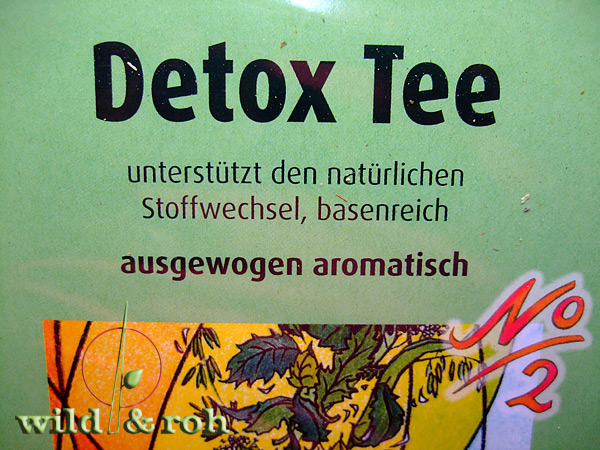 Detox Tee
unterstützt den natürlichen
Stoffwechsel, basenreich
ausgewogen aromatisch
No
2
wild & roh